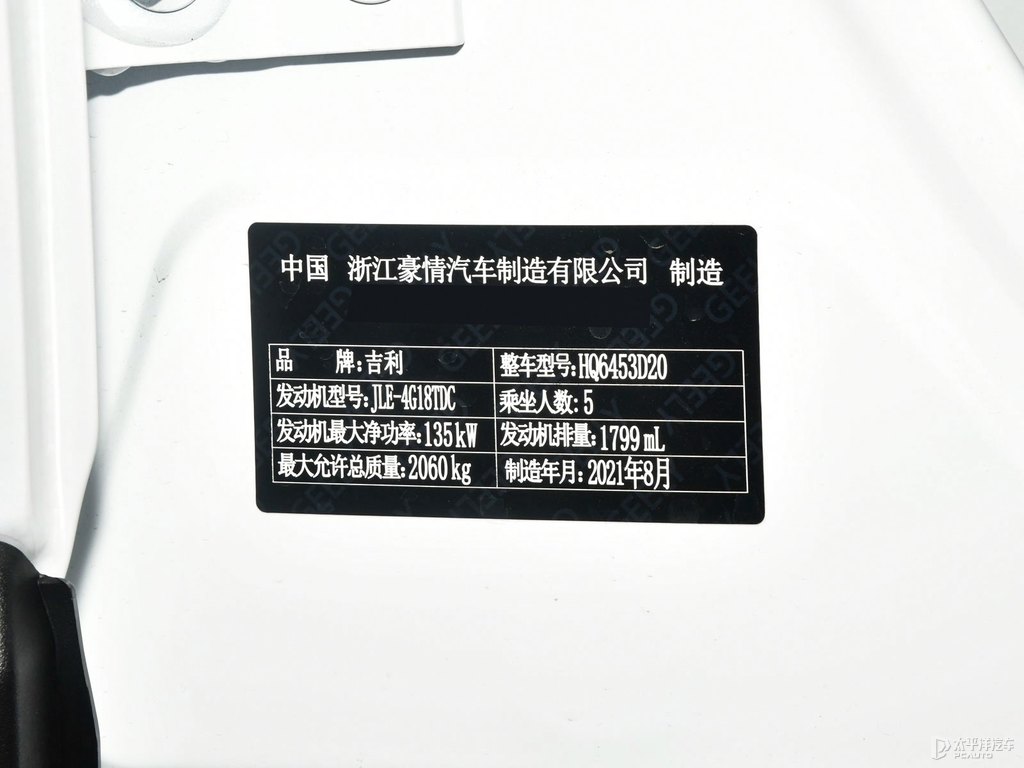 中国 浙江豪情汽车制造有限公司 制造
品 牌:吉利 整车型号:HQ6453D20
发动机型号:JLE-4G18TDC 乘坐人数:5
发动机最大净功率:135kW 发动机排量:1799mL
最大允许总质量:2060kg 制造年月:2021年8月
太平洋汽车
PCAUTO